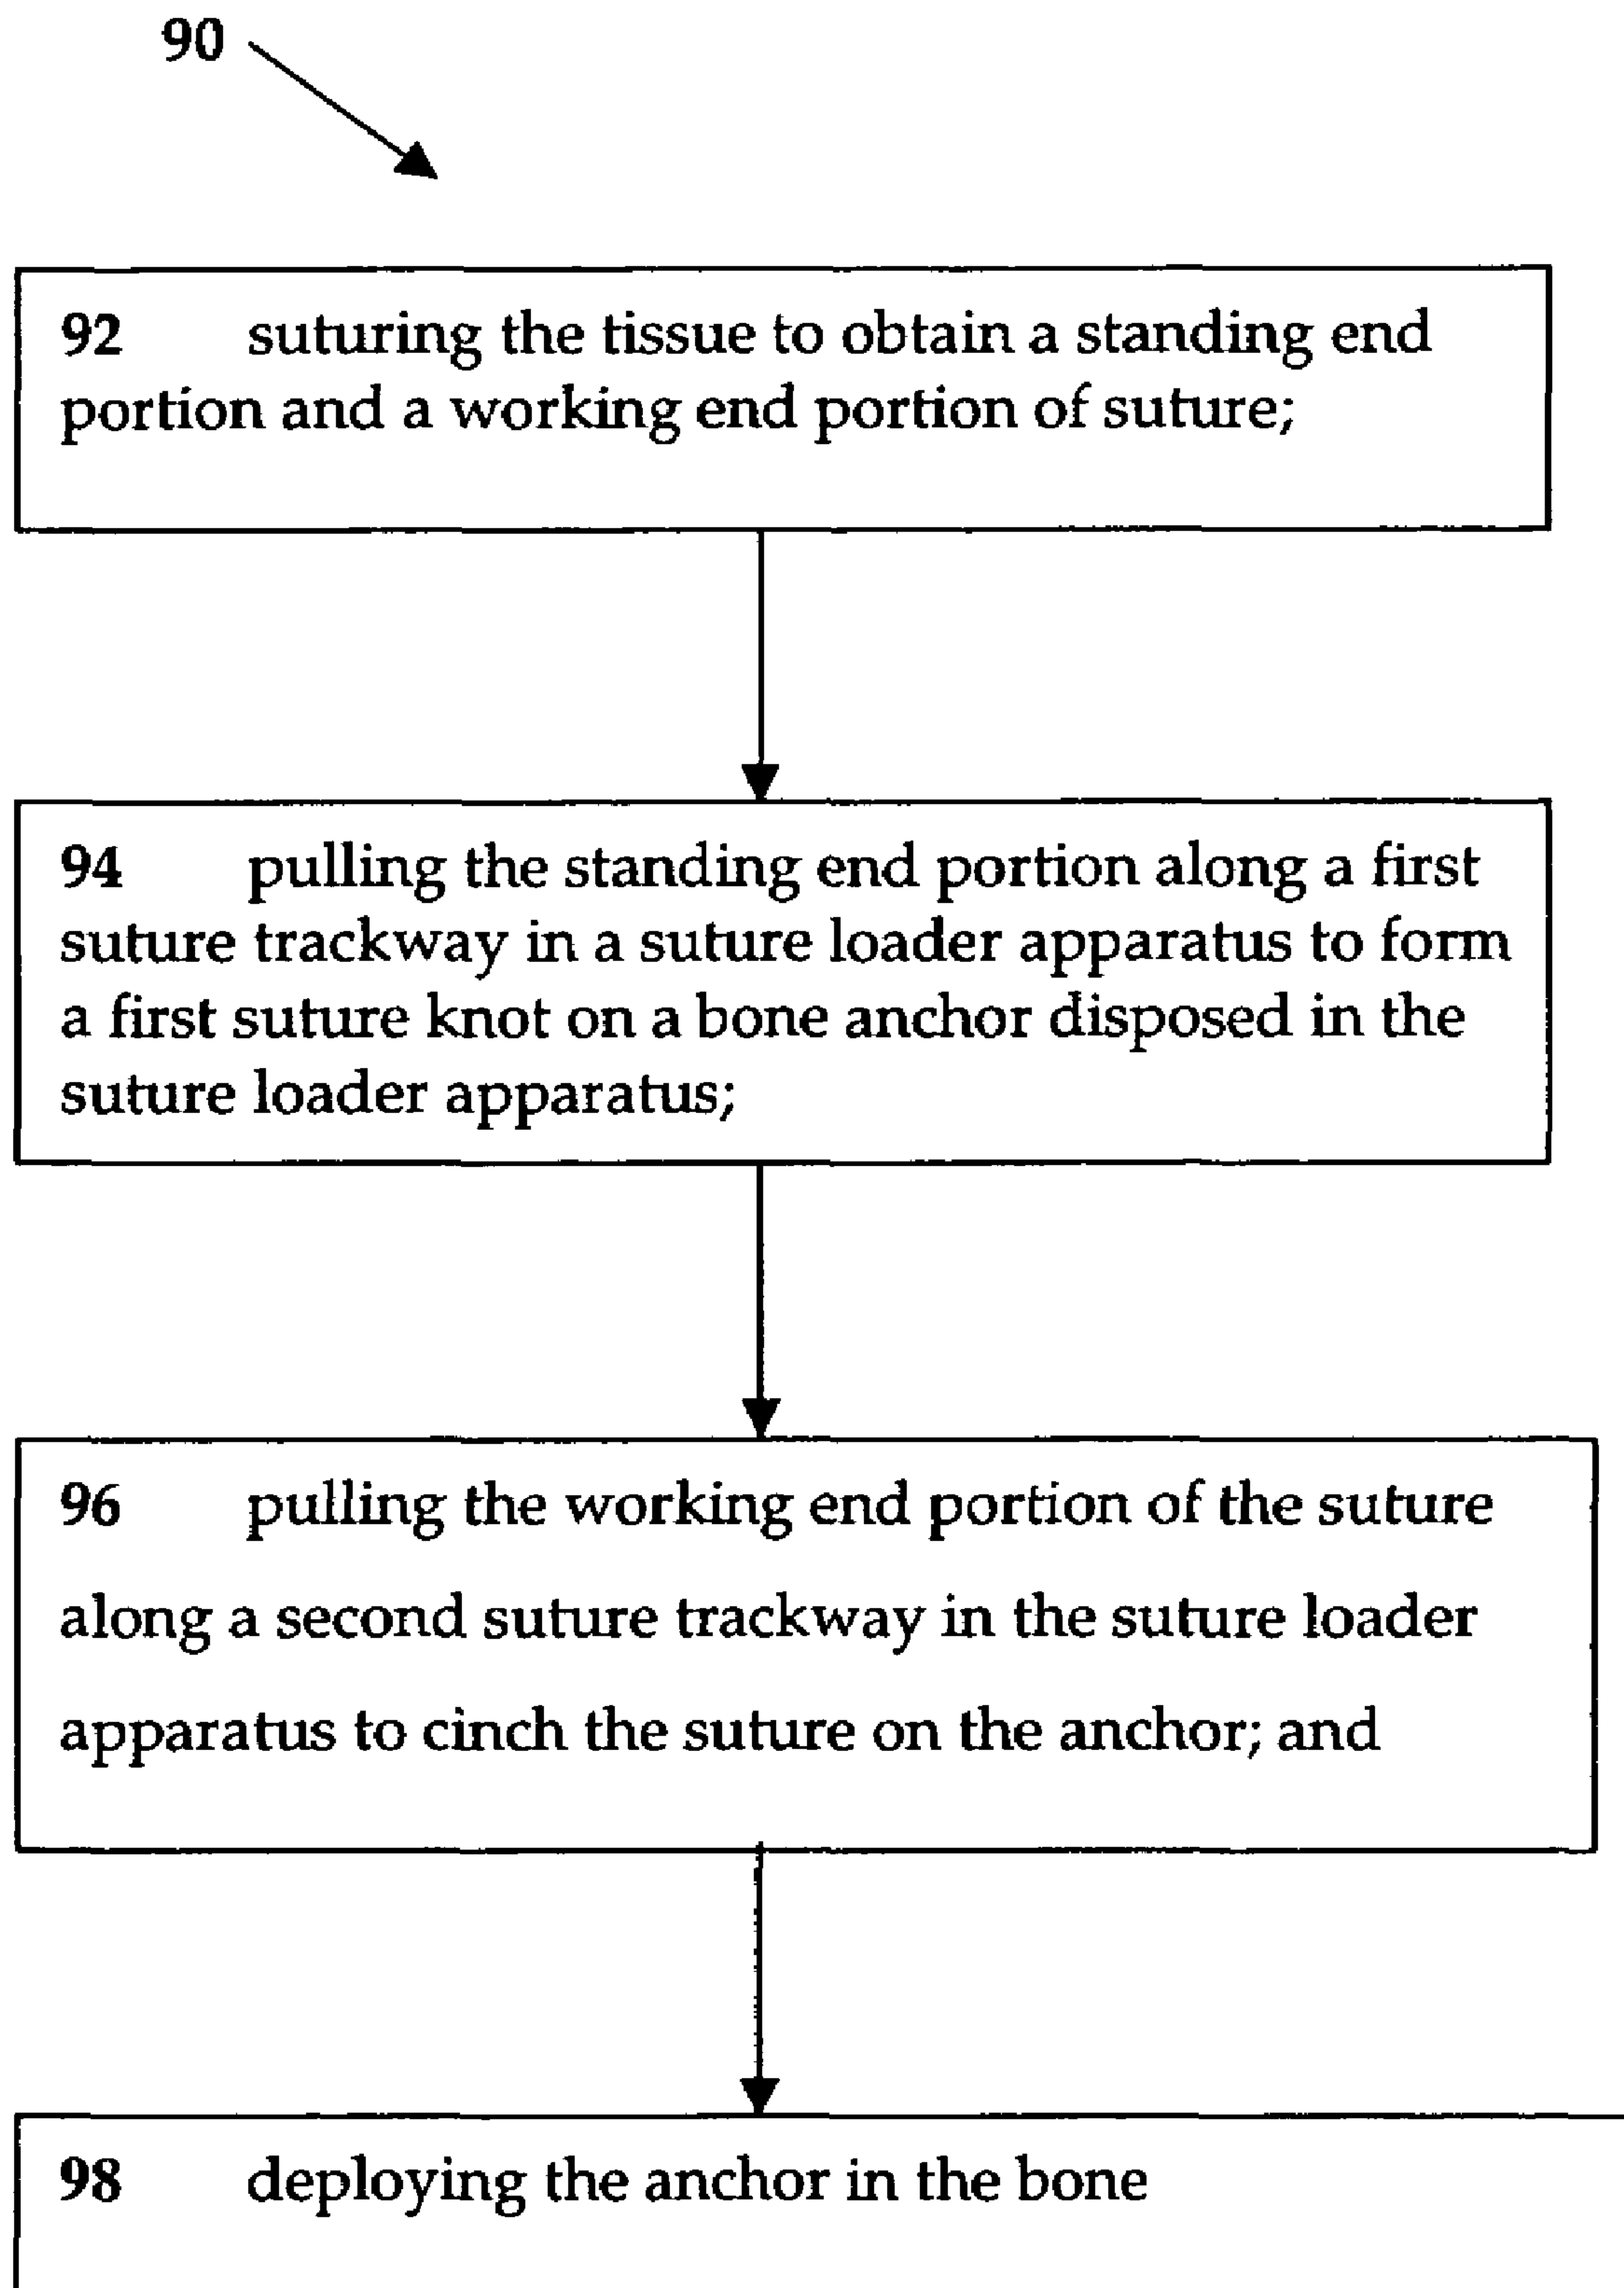 90
92 suturing the tissue to obtain a standing end
portion and a working end portion of suture;
94 pulling the standing end portion along a first
suture trackway in a suture loader apparatus to form
a first suture knot on a bone anchor disposed in the
suture loader apparatus;
96 pulling the working end portion of the suture
along a second suture trackway in the suture loader
apparatus to cinch the suture on the anchor; and
98 deploying the anchor in the bone